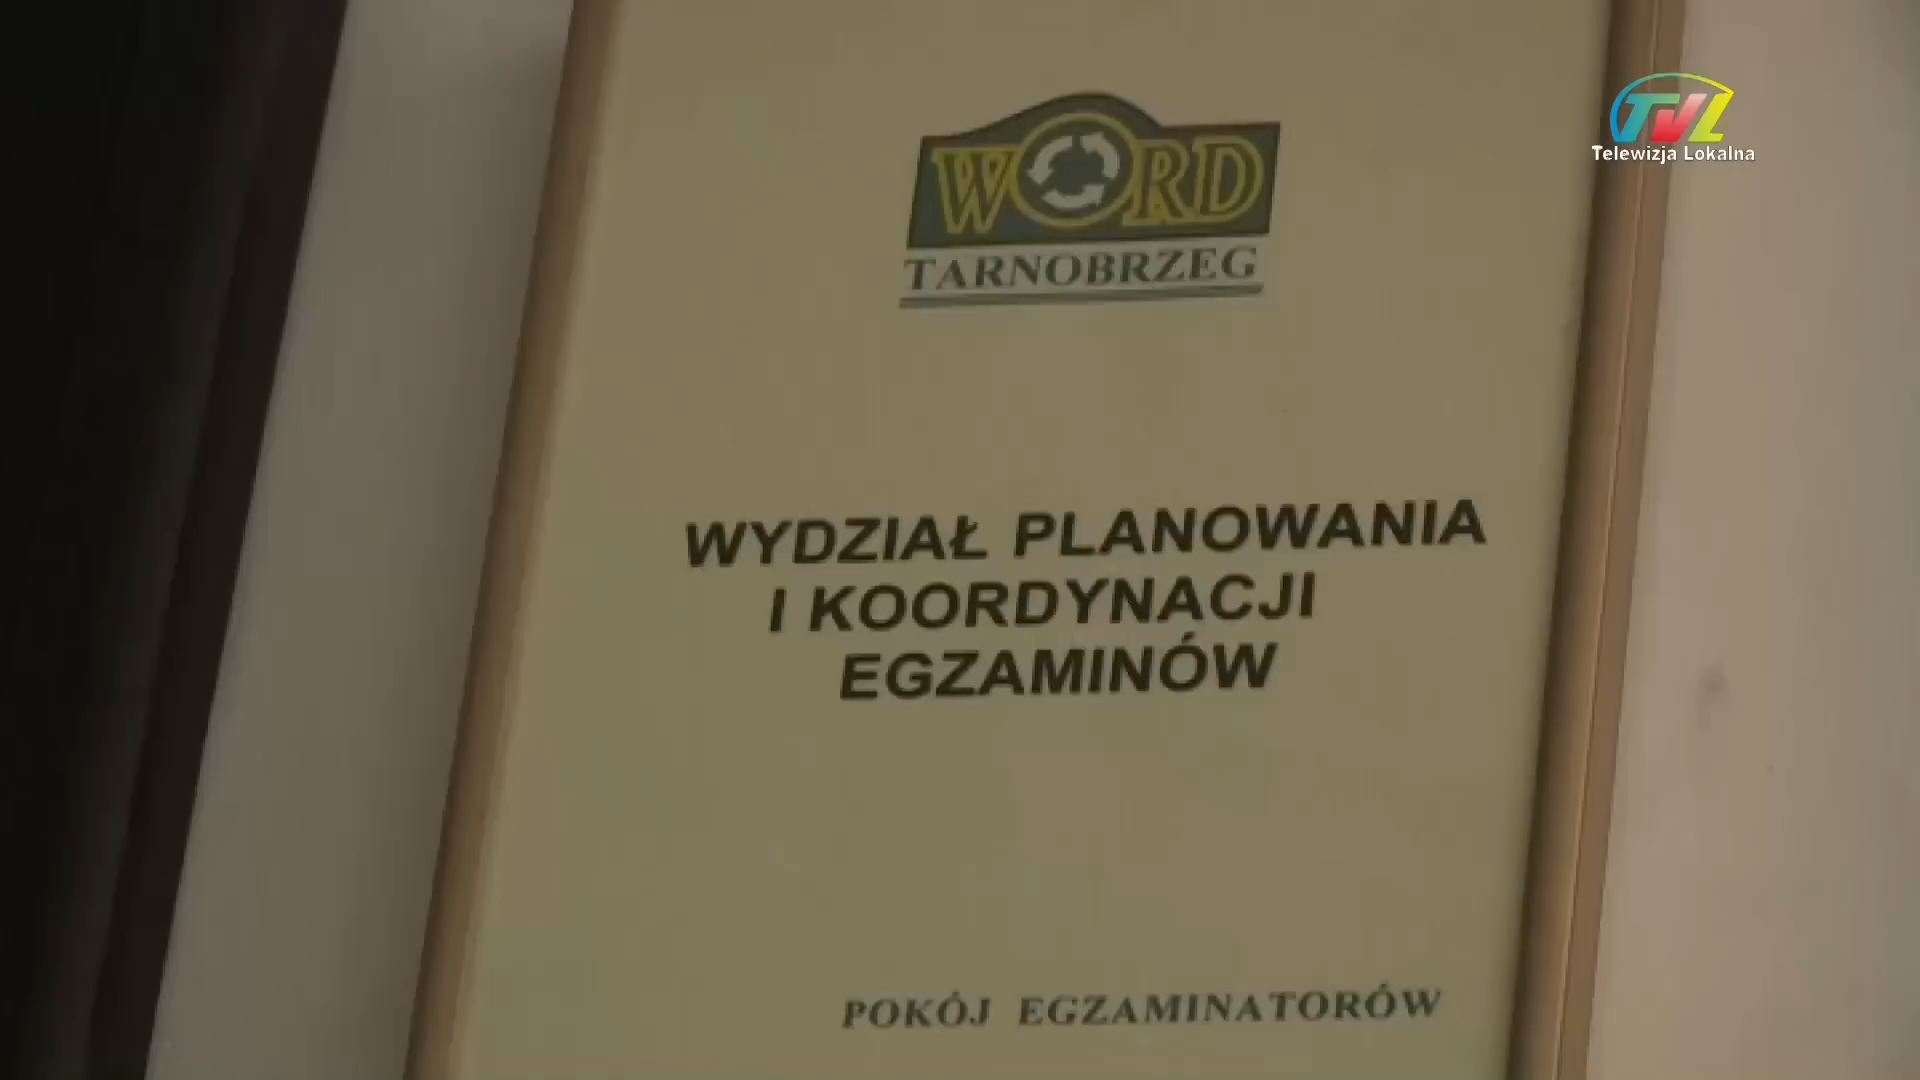 WORD
TARNOBRZEG
TVL
Telewizja Lokalna
WYDZIAŁ PLANOWANIA
I KOORDYNACJI
EGZAMINÓW
POKÓJ EGZAMINATORÓW